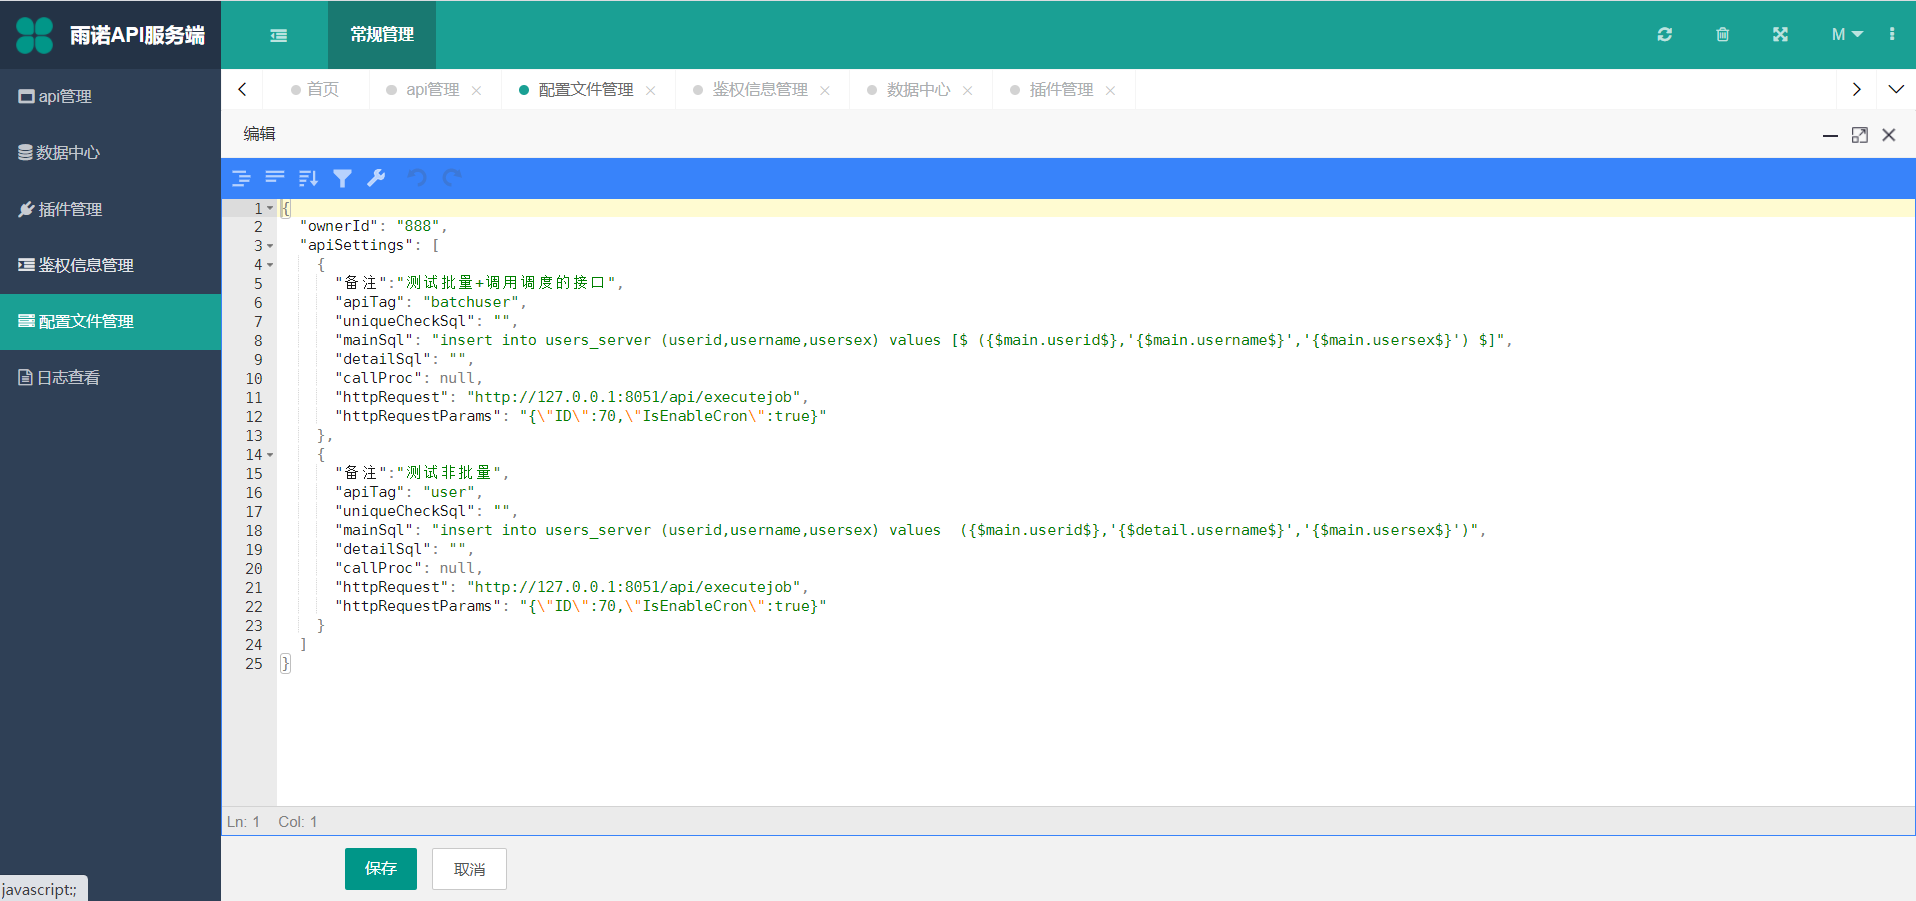 雨诺API服务端
常规管理
M
api管理
数据中心
插件管理
鉴权信息管理
配置文件管理
日志查看
首页
api管理
配置文件管理
鉴权信息管理
数据中心
插件管理
编辑
1 {
2 "ownerId": "888",
3 "apiSettings": [
4 {
5 "备注":"测试批量+调用调度的接口",
6 "apiTag": "batchuser",
7 "uniqueCheckSql": "",
8 "mainSql": "insert into users_server (userid,username,usersex) values [$ ({$main.userid$},'{$main.username$}','{$main.usersex$}') $]",
9 "detailSql": "",
10 "callProc": null,
11 "httpRequest": "http://127.0.0.1:8051/api/executejob",
12 "httpRequestParams": "{\"ID\":70,\"IsEnableCron\":true}"
13 },
14 {
15 "备注":"测试非批量",
16 "apiTag": "user",
17 "uniqueCheckSql": "",
18 "mainSql": "insert into users_server (userid,username,usersex) values  ({$main.userid$},'{$detail.username$}','{$main.usersex$}')",
19 "detailSql": "",
20 "callProc": null,
21 "httpRequest": "http://127.0.0.1:8051/api/executejob",
22 "httpRequestParams": "{\"ID\":70,\"IsEnableCron\":true}"
23 }
24 ]
25 }
Ln: 1 Col: 1
保存
取消
javascript:;